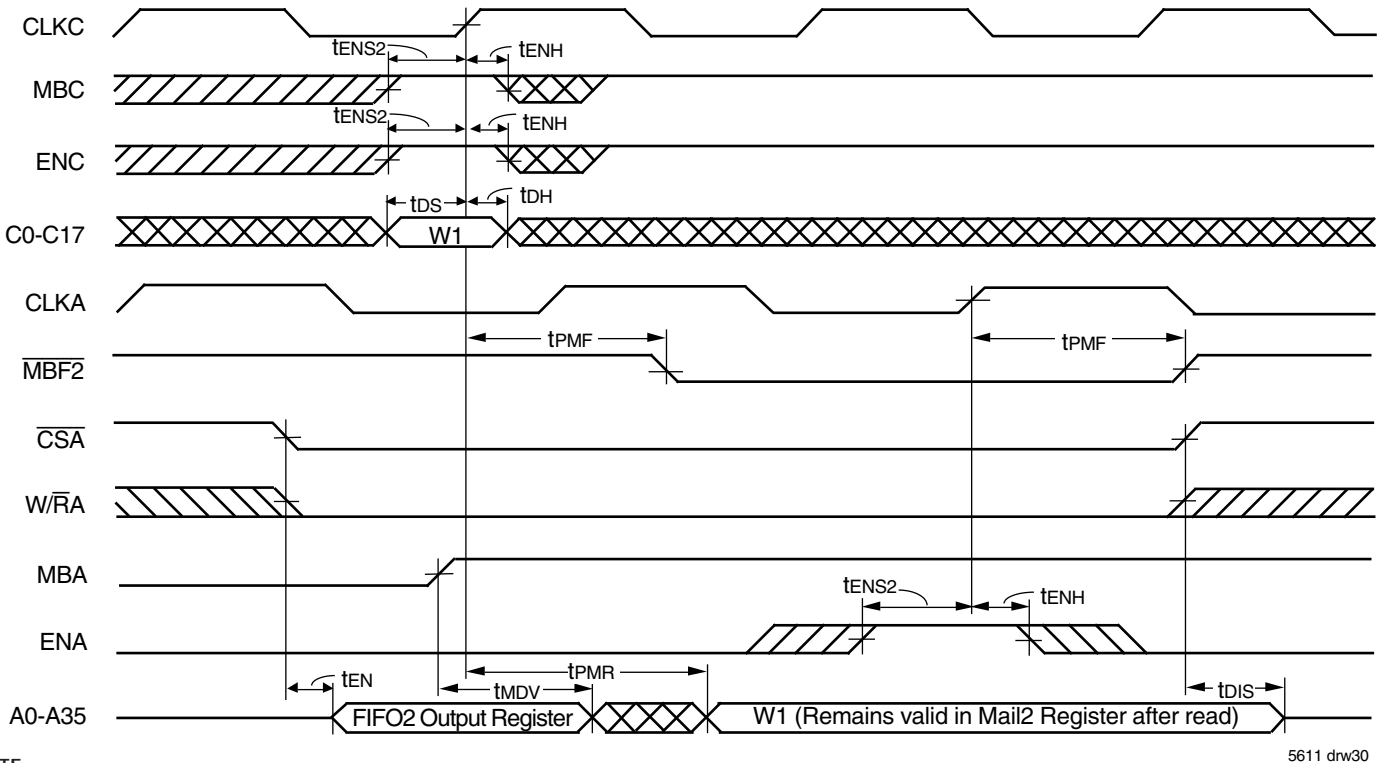 CLKC
tENS2
tENH
MBC
tENS2
tENH
ENC
tDS
tDH
C0-C17
W1
CLKA
tPMF
tPMF
MBF2
CSA
W/RA
MBA
tENS2
tENH
ENA
tEN
tMDV
tPMR
tDIS
A0-A35
FIFO2 Output Register
W1 (Remains valid in Mail2 Register after read)
5611 drw30